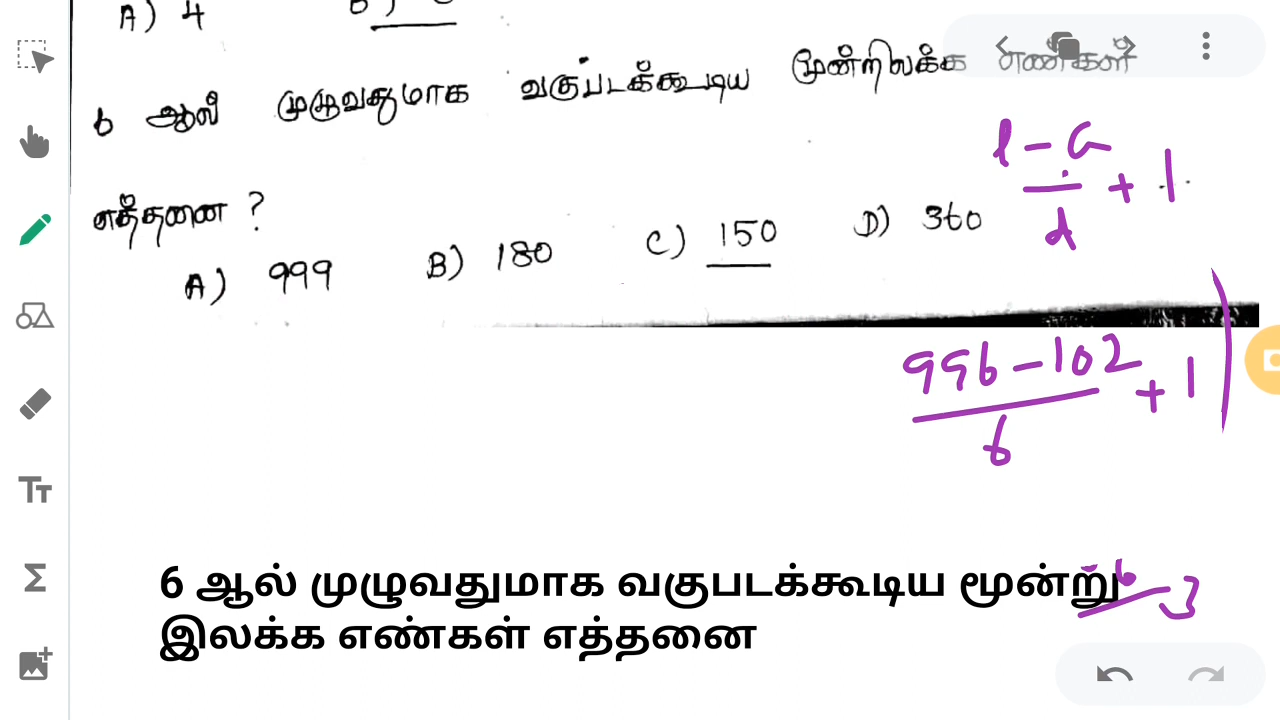 A) 4
6 ஆல் முழுவதுமாக வகுப்படக்கூடிய மூன்றிலக்க எண்கள்
எத்தனை ?
A) 999 B) 180 C) 150 D) 360
l - a
d
+ 1
996 - 102
6
+ 1
6 ஆல் முழுவதுமாக வகுபடக்கூடிய மூன்று
இலக்க எண்கள் எத்தனை